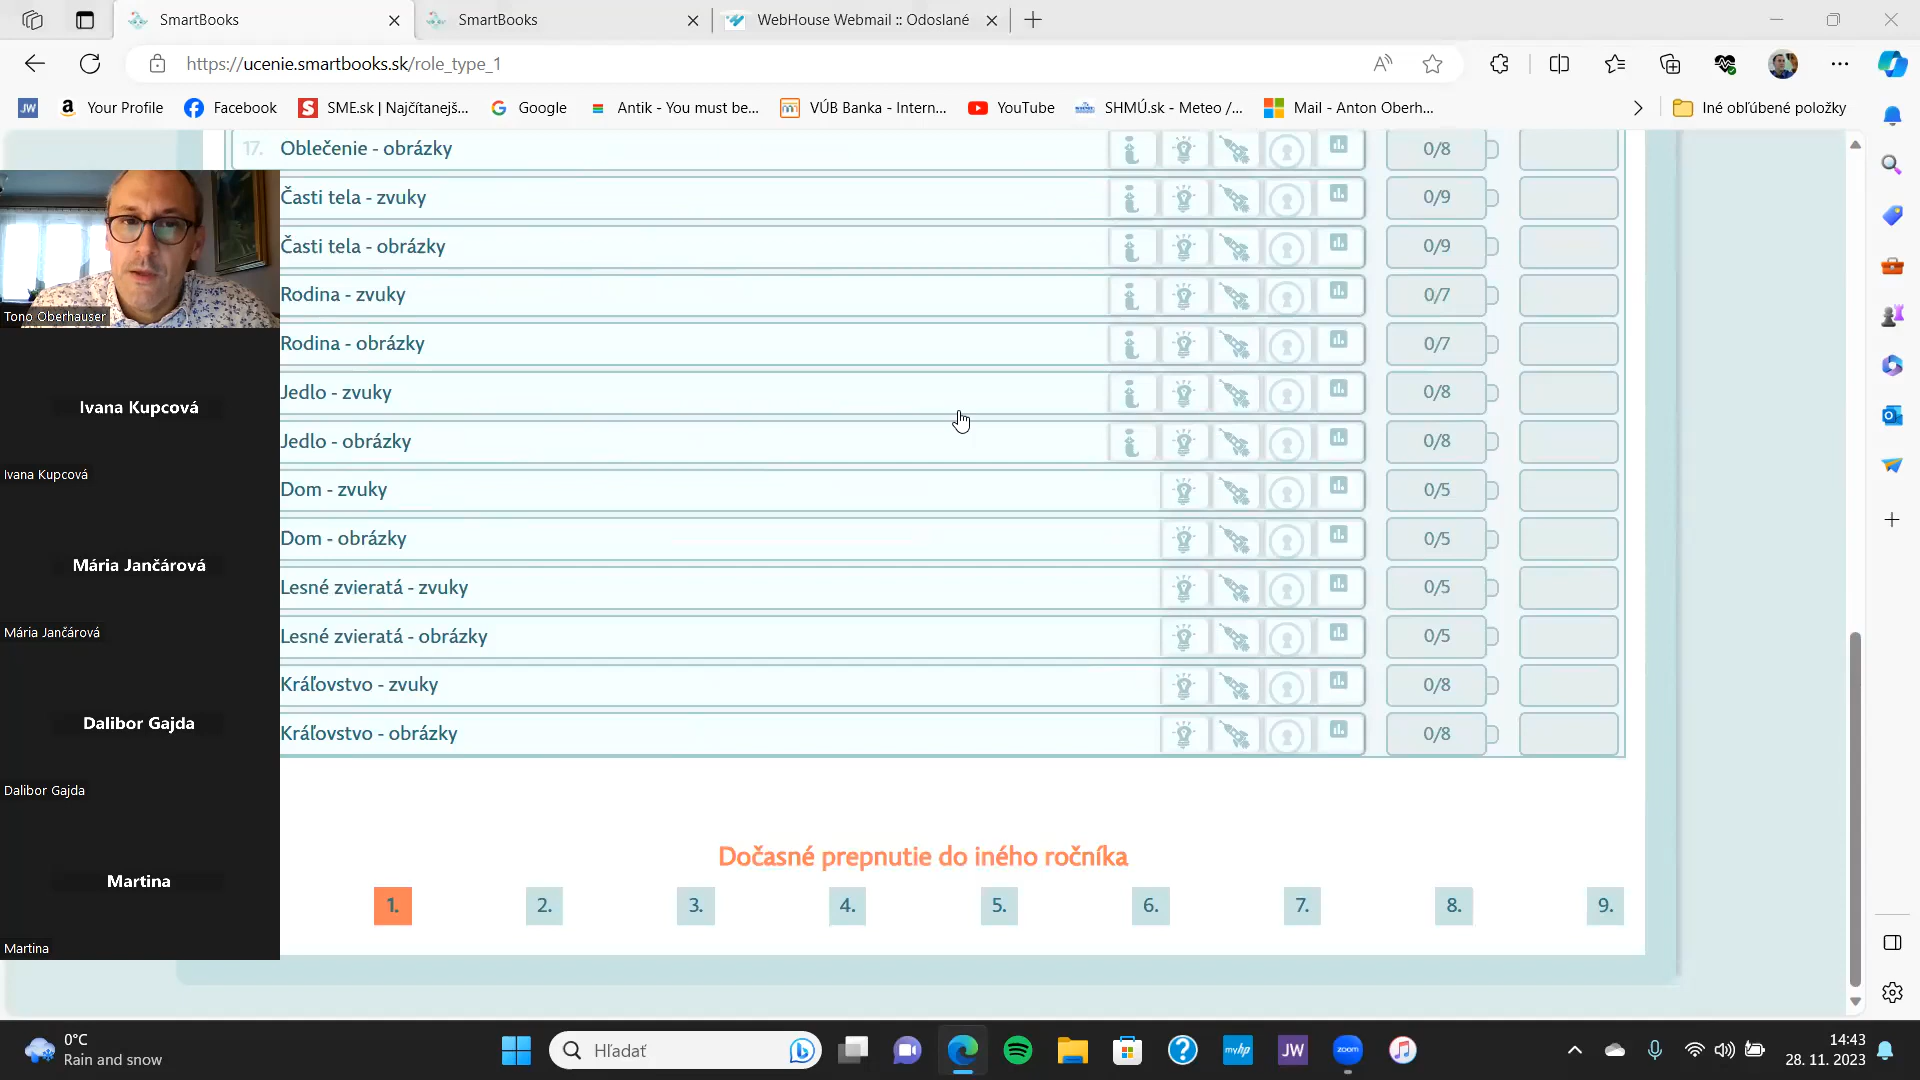 SmartBooks
SmartBooks
WebHouse Webmail :: Odoslané
https://ucenie.smartbooks.sk/role_type_1
JW
Your Profile
Facebook
SME.sk | Najčítanejš...
Google
Antik - You must be...
VÚB Banka - Intern...
YouTube
SHMÚ.sk - Meteo /...
Mail - Anton Oberh...
Iné obľúbené položky
17. Oblečenie - obrázky 0/8
Časti tela - zvuky 0/9
Časti tela - obrázky 0/9
Rodina - zvuky 0/7
Rodina - obrázky 0/7
Jedlo - zvuky 0/8
Jedlo - obrázky 0/8
Dom - zvuky 0/5
Dom - obrázky 0/5
Lesné zvieratá - zvuky 0/5
Lesné zvieratá - obrázky 0/5
Kráľovstvo - zvuky 0/8
Kráľovstvo - obrázky 0/8
Tono Oberhauser
Ivana Kupcová
Ivana Kupcová
Mária Jančárová
Mária Jančárová
Dalibor Gajda
Dalibor Gajda
Martina
Martina
Dočasné prepnutie do iného ročníka
1. 2. 3. 4. 5. 6. 7. 8. 9.
0°C
Rain and snow
Hľadať
myhp
JW
zoom
14:43
28. 11. 2023